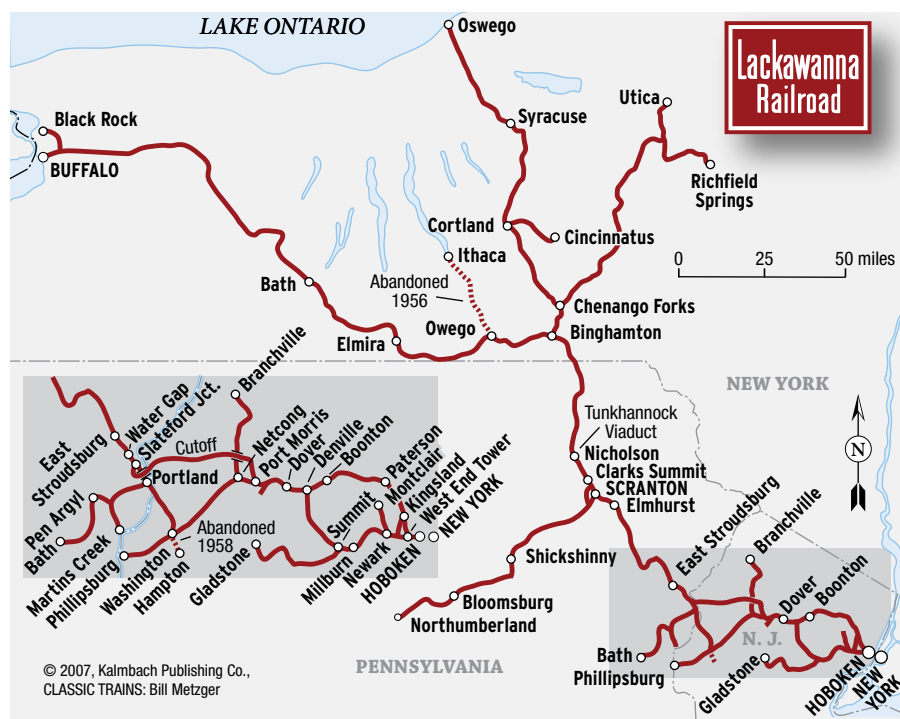 LAKE ONTARIO
Oswego
Lackawanna
Railroad
Utica
Black Rock
Syracuse
BUFFALO
Richfield
Springs
Cortland
Cincinnatus
Ithaca
0 25 50 miles
Bath
Abandoned
1956
Chenango Forks
Owego
Binghamton
Elmira
NEW YORK
Branchville
Water Gap
Slateford Jct.
East
Stroudsburg
Cutoff
Netcong
Port Morris
Dover
Denville
Boonton
Paterson
Montclair
Kingsland
West End Tower
NEW YORK
Portland
Pen Argyl
Bath
Martins Creek
Phillipsburg
Washington
Hampton
Abandoned
1958
Gladstone
Summit
Millburn
Newark
HOBOKEN
Tunkhannock
Viaduct
N
Nicholson
Clarks Summit
SCRANTON
Elmhurst
Shickshinny
East Stroudsburg
Branchville
Bloomsburg
Northumberland
Dover
Boonton
N. J.
Bath
Phillipsburg
Gladstone
HOBOKEN
NEW
YORK
PENNSYLVANIA
© 2007, Kalmbach Publishing Co.,
CLASSIC TRAINS: Bill Metzger